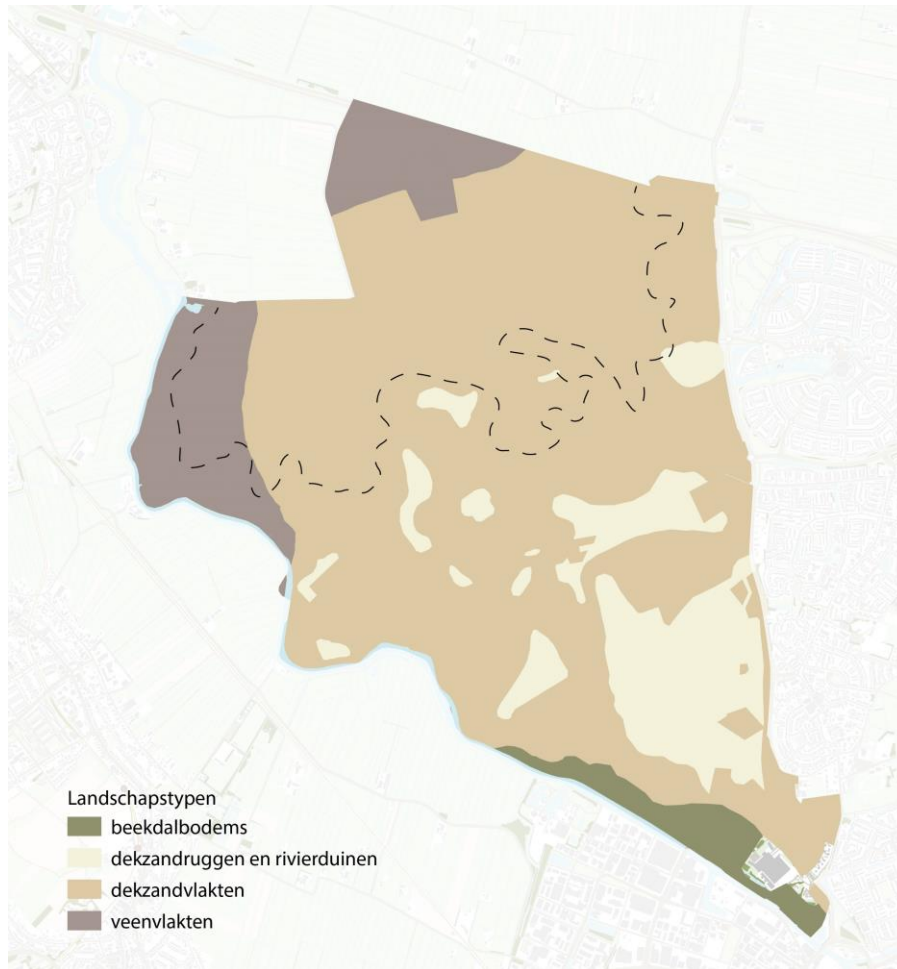 Landschapstypen
beekdalbodems
dekzandruggen en rivierduinen
dekzandvlakten
veenvlakten